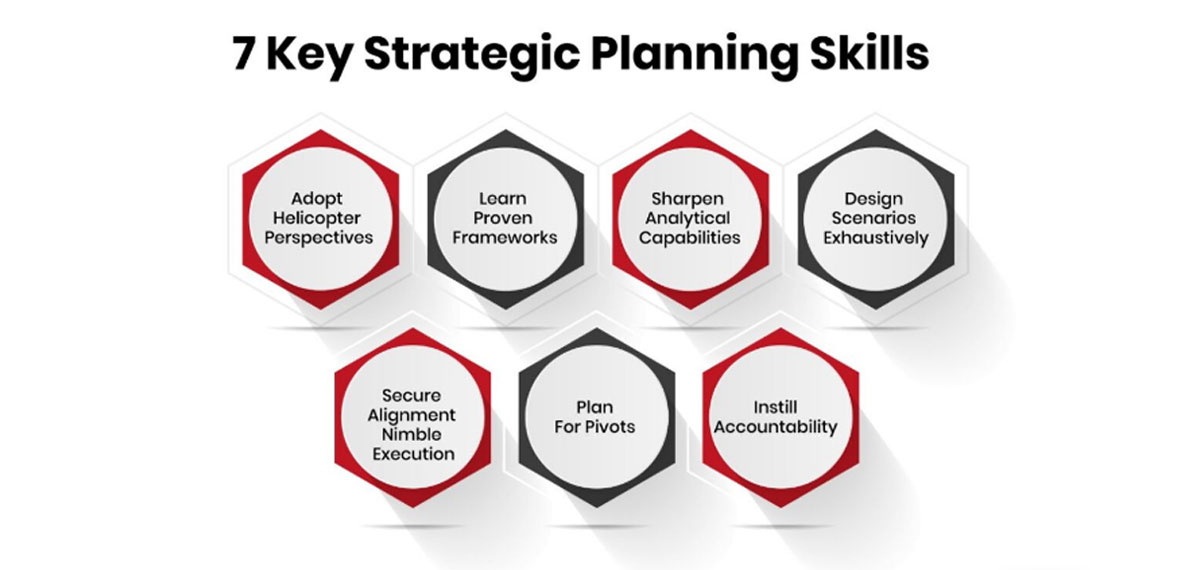 7 Key Strategic Planning Skills
Adopt
Helicopter
Perspectives
Learn
Proven
Frameworks
Sharpen
Analytical
Capabilities
Design
Scenarios
Exhaustively
Secure
Alignment
Nimble
Execution
Plan
For Pivots
Instill
Accountability